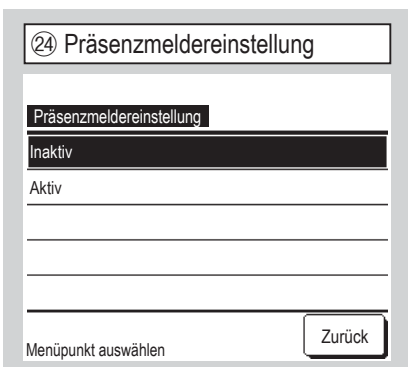 ㉔ Präsenzmeldereinstellung
Präsenzmeldereinstellung
Inaktiv
Aktiv
Menüpunkt auswählen
Zurück